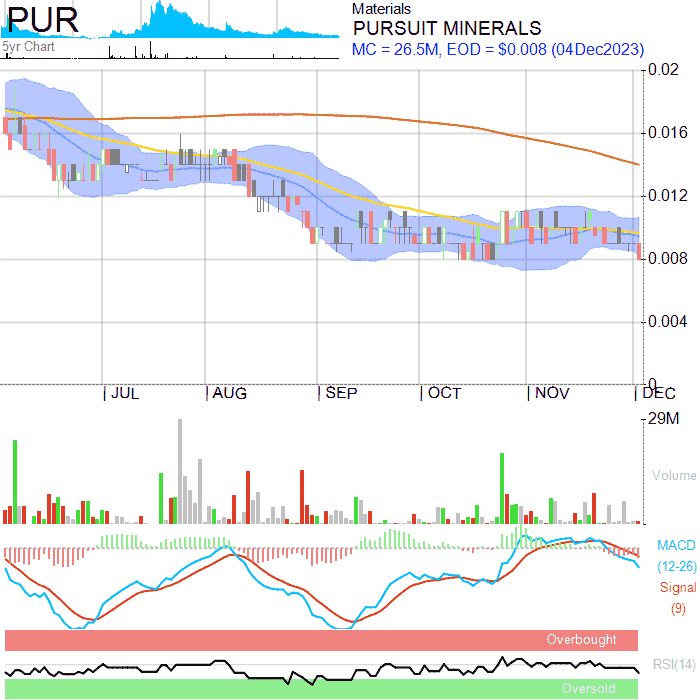 PUR
5yr Chart
Materials
PURSUIT MINERALS
MC = 26.5M, EOD = $0.008 (04Dec2023)
0.02
0.016
0.012
0.008
0.004
0
JUL AUG SEP OCT NOV DEC
29M
Volume
MACD
(12-26)
Signal
(9)
Overbought
RSI(14)
Oversold